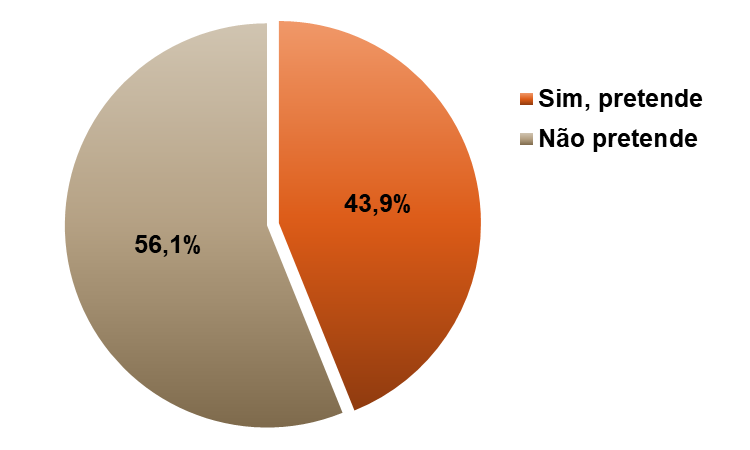 Sim, pretende
Não pretende
43,9%
56,1%